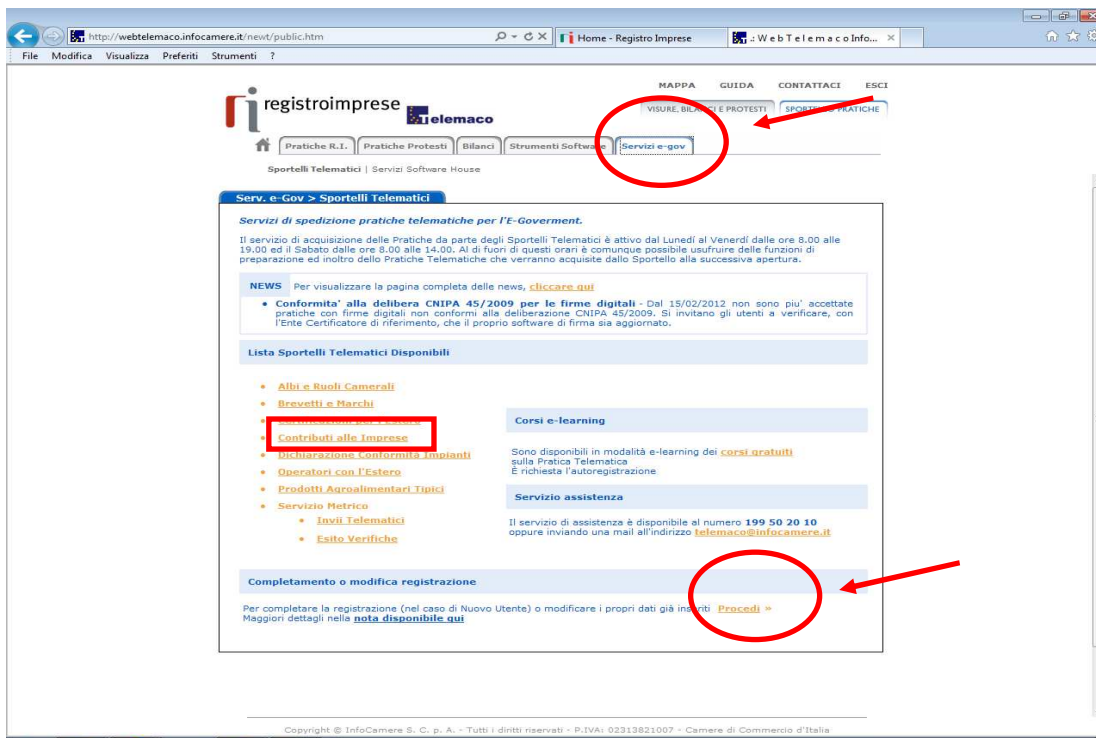 http://webtelemaco.infocamere.it/newt/public.htm
Home - Registro Imprese
.: W e b T e l e m a c o Info...
File Modifica Visualizza Preferiti Strumenti ?
MAPPA GUIDA CONTATTACI ESCI
registroimprese
Telemaco
VISURE, BILANCI E PROTESTI
SPORTELLO PRATICHE
Pratiche R.I. Pratiche Protesti Bilanci Strumenti Software Servizi e-gov
Sportelli Telematici | Servizi Software House
Serv. e-Gov > Sportelli Telematici
Servizi di spedizione pratiche telematiche per l'E-Goverment.
Il servizio di acquisizione delle Pratiche da parte degli Sportelli Telematici è attivo dal Lunedí al Venerdí dalle ore 8.00 alle
19.00 ed il Sabato dalle ore 8.00 alle 14.00. Al di fuori di questi orari è comunque possibile usufruire delle funzioni di
preparazione ed inoltro dello Pratiche Telematiche che verranno acquisite dallo Sportello alla successiva apertura.
NEWS Per visualizzare la pagina completa delle news, cliccare qui
• Conformita' alla delibera CNIPA 45/2009 per le firme digitali - Dal 15/02/2012 non sono piu' accettate
pratiche con firme digitali non conformi alla deliberazione CNIPA 45/2009. Si invitano gli utenti a verificare, con
l'Ente Certificatore di riferimento, che il proprio software di firma sia aggiornato.
Lista Sportelli Telematici Disponibili
• Albi e Ruoli Camerali
• Brevetti e Marchi
• Certificazioni per l'Estero
• Contributi alle Imprese
• Dichiarazione Conformità Impianti
• Operatori con l'Estero
• Prodotti Agroalimentari Tipici
• Servizio Metrico
• Invii Telematici
• Esito Verifiche
Corsi e-learning
Sono disponibili in modalità e-learning dei corsi gratuiti
sulla Pratica Telematica
È richiesta l'autoregistrazione
Servizio assistenza
Il servizio di assistenza è disponibile al numero 199 50 20 10
oppure inviando una mail all'indirizzo telemaco@infocamere.it
Completamento o modifica registrazione
Per completare la registrazione (nel caso di Nuovo Utente) o modificare i propri dati già inseriti Procedi »
Maggiori dettagli nella nota disponibile qui
Copyright © InfoCamere S. C. p. A. - Tutti i diritti riservati - P.IVA: 02313821007 - Camere di Commercio d'Italia